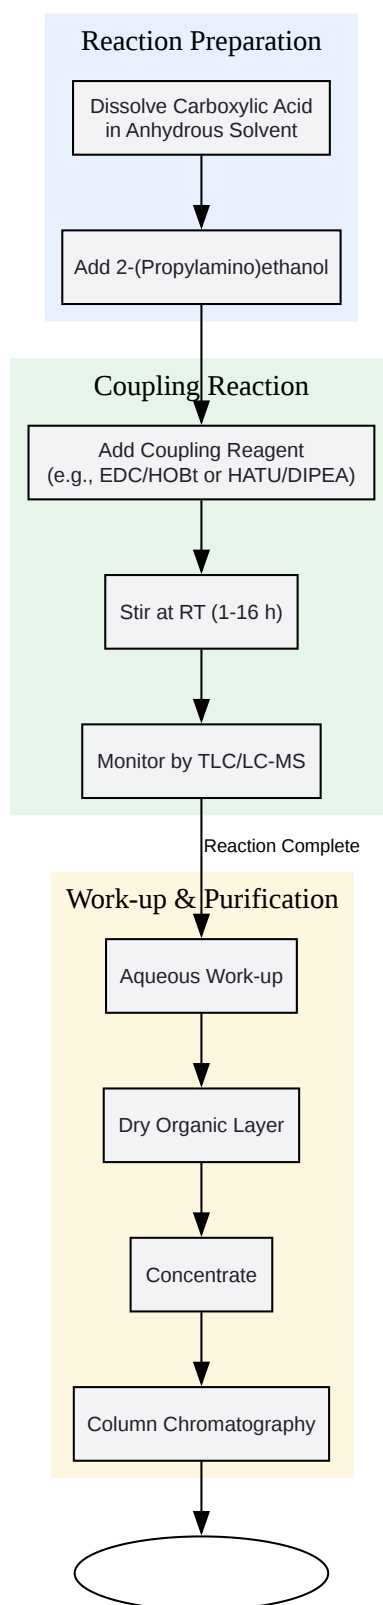 Reaction Preparation
Dissolve Carboxylic Acid
in Anhydrous Solvent
Add 2-(Propylamino)ethanol
Coupling Reaction
Add Coupling Reagent
(e.g., EDC/HOBt or HATU/DIPEA)
Stir at RT (1-16 h)
Monitor by TLC/LC-MS
Reaction Complete
Work-up & Purification
Aqueous Work-up
Dry Organic Layer
Concentrate
Column Chromatography